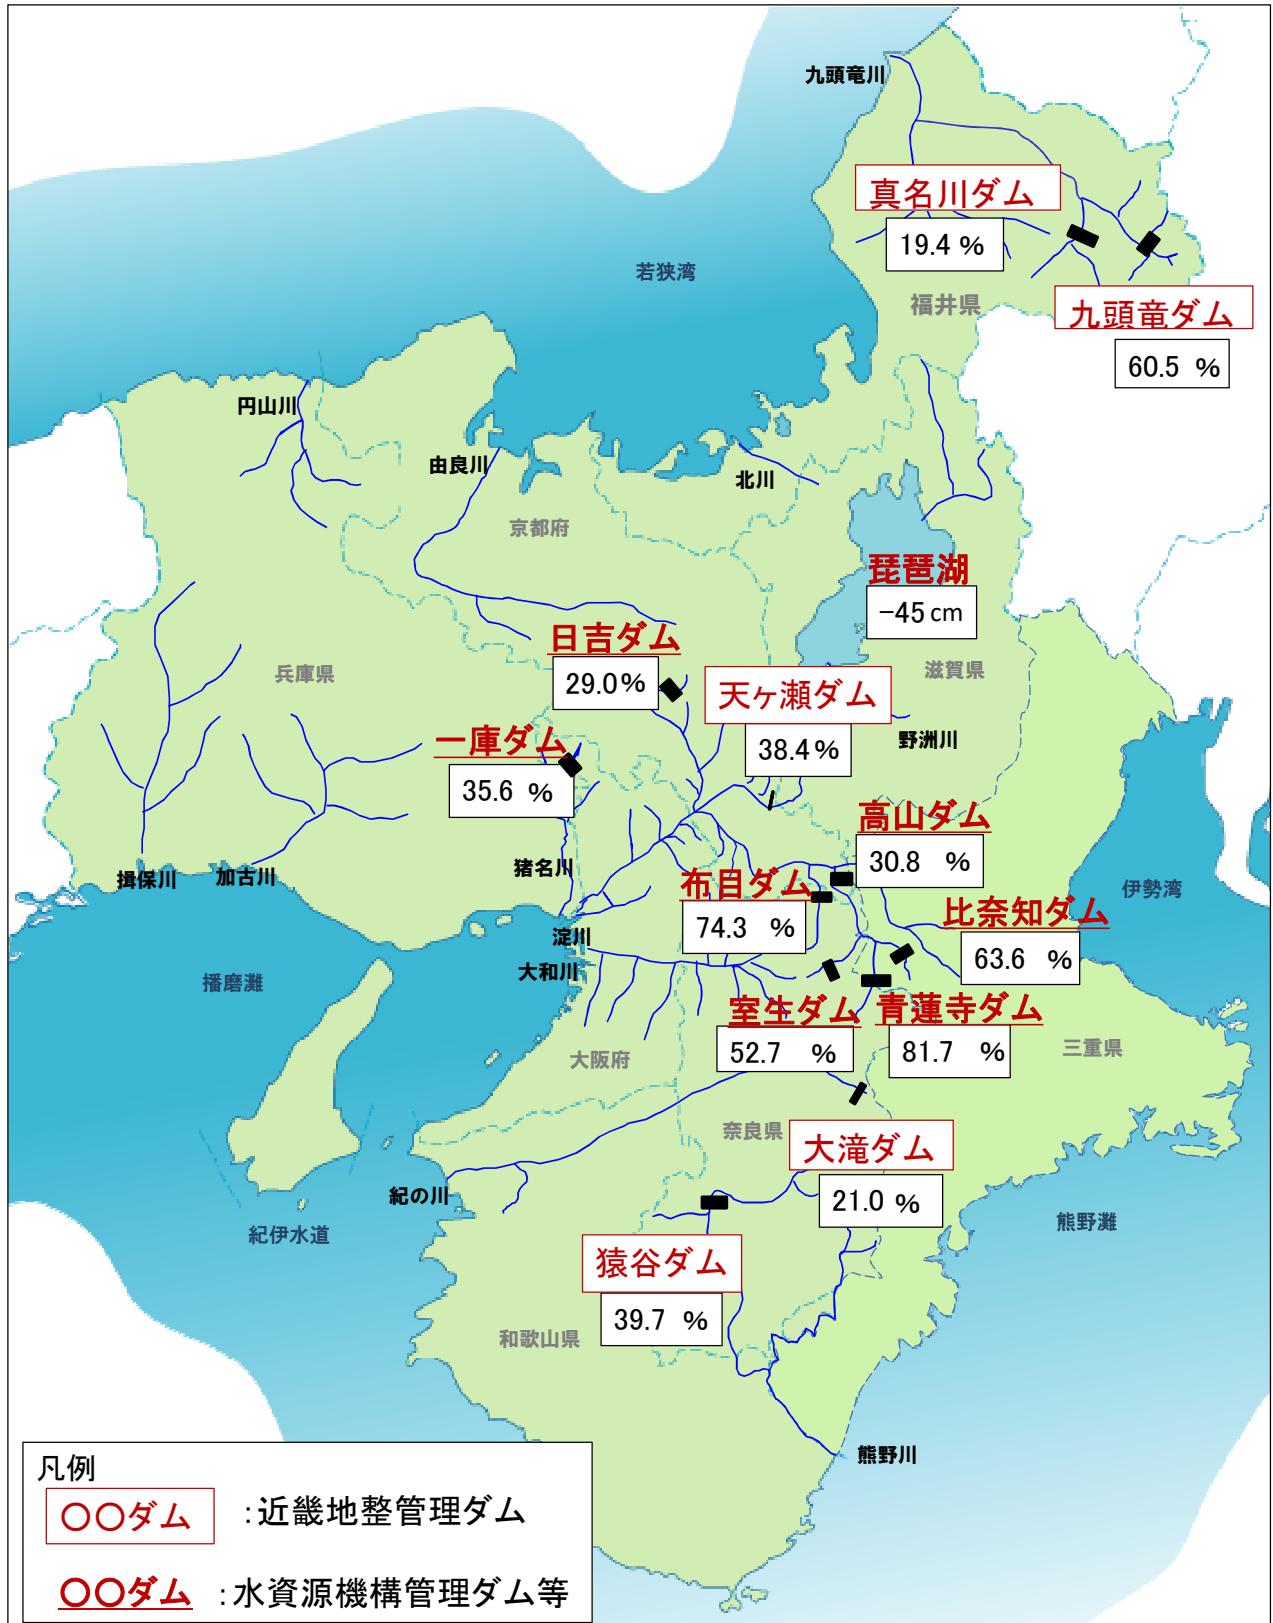 九頭竜川
真名川ダム
19.4 %
若狭湾
福井県
九頭竜ダム
60.5 %
円山川
由良川
北川
京都府
琵琶湖
−45 cm
日吉ダム
29.0%
兵庫県
滋賀県
天ヶ瀬ダム
38.4%
野洲川
一庫ダム
35.6 %
高山ダム
30.8 %
猪名川
揖保川
加古川
布目ダム
74.3 %
伊勢湾
比奈知ダム
63.6 %
淀川
大和川
播磨灘
室生ダム
52.7 %
青蓮寺ダム
81.7 %
大阪府
三重県
奈良県
大滝ダム
21.0 %
紀の川
紀伊水道
熊野灘
猿谷ダム
39.7 %
和歌山県
熊野川
凡例
〇〇ダム :近畿地整管理ダム
〇〇ダム :水資源機構管理ダム等